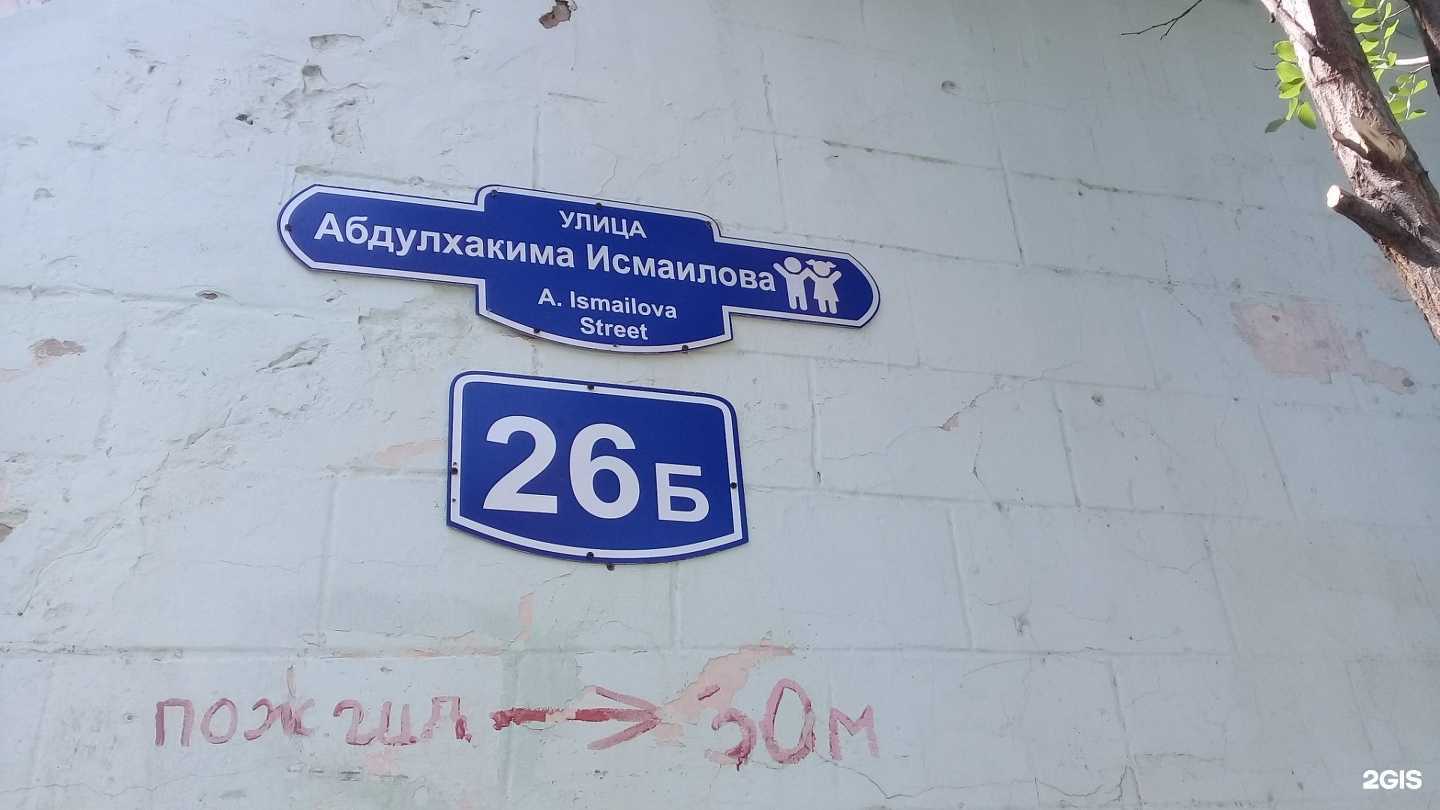 УЛИЦА
Абдулхакима Исмаилова
A. Ismailova
Street
26Б
пож гид → 30м
2GIS